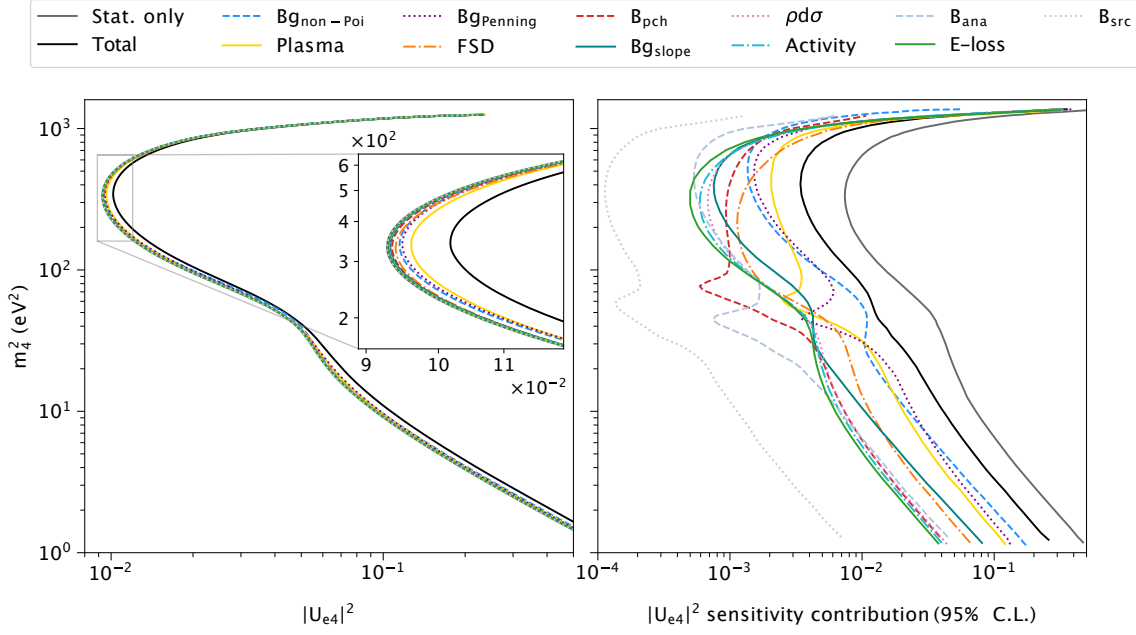 Stat. only Bg_non−Poi Bg_Penning B_pch ρdσ B_ana B_src
Total Plasma FSD Bg_slope Activity E-loss
10^3
10^2
10^1
10^0
m_4^2 (eV^2)
×10^2
6
5
4
3
2
9 10 11
×10^−2
10^−2 10^−1
|U_e4|^2
10^−4 10^−3 10^−2 10^−1
|U_e4|^2 sensitivity contribution (95% C.L.)